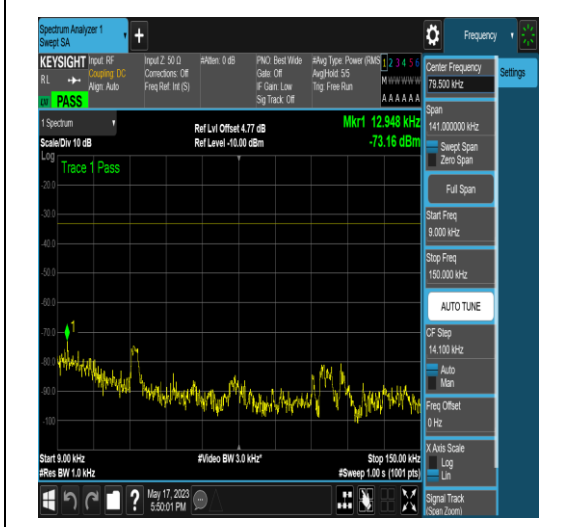 Spectrum Analyzer 1
Swept SA
Frequency
KEYSIGHT
RL
PASS
Input: RF
Coupling: DC
Align: Auto
Input Z: 50 Ω
Corrections: Off
Freq Ref: Int (S)
#Atten: 0 dB
PNO: Best Wide
Gate: Off
IF Gain: Low
Sig Track: Off
#Avg Type: Power (RMS
Avg|Hold: 5/5
Trig: Free Run
1 2 3 4 5 6
M W W W W W
A A A A A A
1 Spectrum
Scale/Div 10 dB
Ref Lvl Offset 4.77 dB
Ref Level -10.00 dBm
Mkr1 12.948 kHz
-73.16 dBm
Log
Trace 1 Pass
-20.0
-30.0
-40.0
-50.0
-60.0
-70.0
-80.0
-90.0
-100
1
Start 9.00 kHz
#Res BW 1.0 kHz
#Video BW 3.0 kHz*
Stop 150.00 kHz
#Sweep 1.00 s (1001 pts)
May 17, 2023
5:50:01 PM
?
Center Frequency
79.500 kHz
Settings
Span
141.000000 kHz
Swept Span
Zero Span
Full Span
Start Freq
9.000 kHz
Stop Freq
150.000 kHz
AUTO TUNE
CF Step
14.100 kHz
Auto
Man
Freq Offset
0 Hz
X Axis Scale
Log
Lin
Signal Track
(Span Zoom)